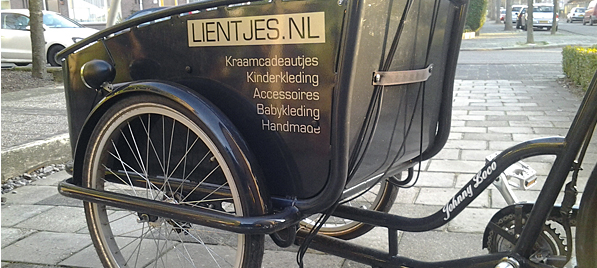 LIENTJES.NL
Kraamcadeautjes
Kinderkleding
Accessoires
Babykleding
Handmade
Johnny Loco